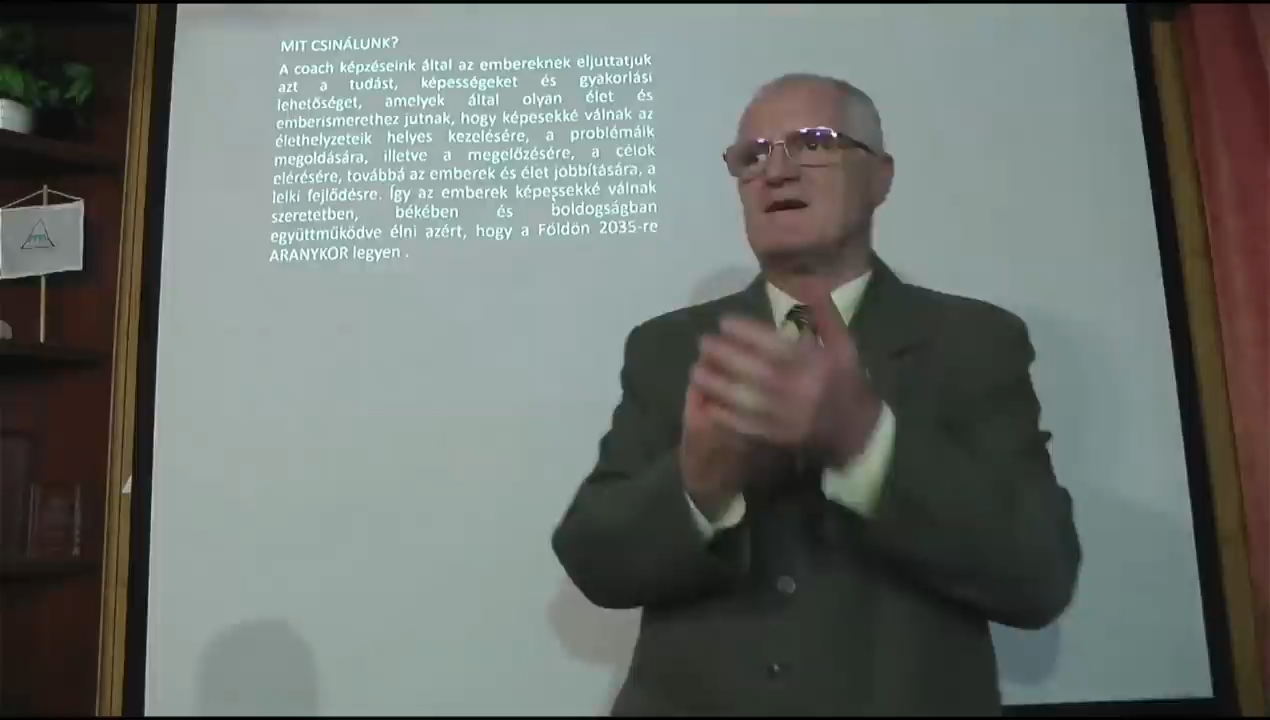 MIT CSINÁLUNK?
A coach képzéseink által az embereknek eljuttatjuk
azt a tudást, képességeket és gyakorlási
lehetőséget, amelyek által olyan élet és
emberismerethez jutnak, hogy képesekké válnak az
élethelyzeteik helyes kezelésére, a problémáik
megoldására, illetve a megelőzésére, a célok
elérésére, továbbá az emberek és élet jobbítására, a
lelki fejlődésre. Így az emberek képessekké válnak
szeretetben, békében és boldogságban
együttműködve élni azért, hogy a Földön 2035-re
ARANYKOR legyen .